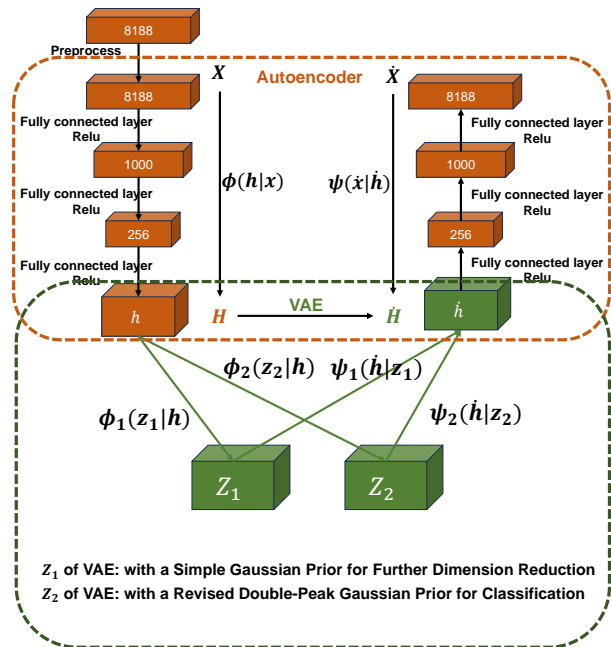 8188
Preprocess
X
Autoencoder
Ẋ
8188
8188
Fully connected layer
Relu
Fully connected layer
Relu
1000
1000
ϕ(h|x)
ψ(ẋ|ḣ)
Fully connected layer
Relu
Fully connected layer
Relu
256
256
Fully connected layer
Relu
Fully connected layer
Relu
h
H
VAE
Ḣ
ḣ
ϕ₂(z₂|h)
ψ₁(ḣ|z₁)
ϕ₁(z₁|h)
ψ₂(ḣ|z₂)
Z₁
Z₂
Z₁ of VAE: with a Simple Gaussian Prior for Further Dimension Reduction
Z₂ of VAE: with a Revised Double-Peak Gaussian Prior for Classification